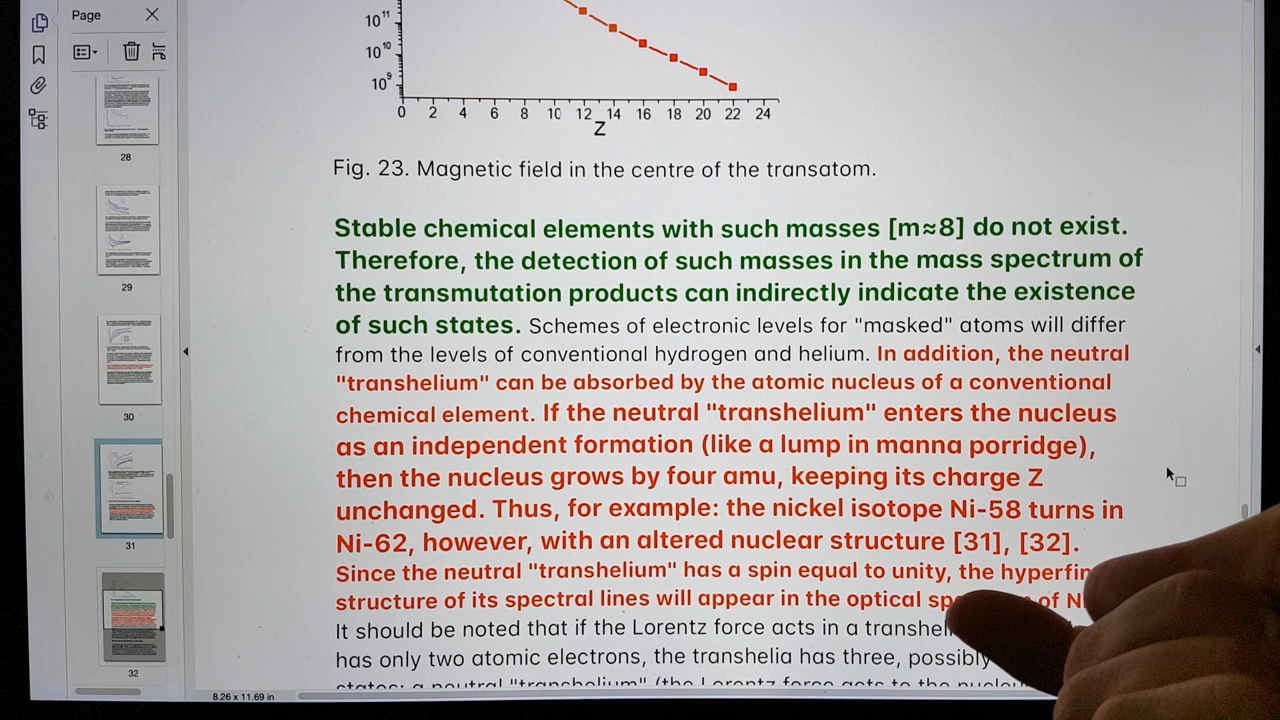 Page
10¹¹
10¹⁰
10⁹
0 2 4 6 8 10 12 14 16 18 20 22 24
Z
Fig. 23. Magnetic field in the centre of the transatom.
Stable chemical elements with such masses [m≈8] do not exist.
Therefore, the detection of such masses in the mass spectrum of
the transmutation products can indirectly indicate the existence
of such states. Schemes of electronic levels for "masked" atoms will differ
from the levels of conventional hydrogen and helium. In addition, the neutral
"transhelium" can be absorbed by the atomic nucleus of a conventional
chemical element. If the neutral "transhelium" enters the nucleus
as an independent formation (like a lump in manna porridge),
then the nucleus grows by four amu, keeping its charge Z
unchanged. Thus, for example: the nickel isotope Ni-58 turns in
Ni-62, however, with an altered nuclear structure [31], [32].
Since the neutral "transhelium" has a spin equal to unity, the
structure of its spectral lines will appear in the optical of
It should be noted that if the Lorentz force acts in a
has only two atomic electrons, the transhelia has three, possibly
states: a neutral "transhelium" (the Lorentz force acts to the
28
29
30
31
32
8.26 x 11.69 in